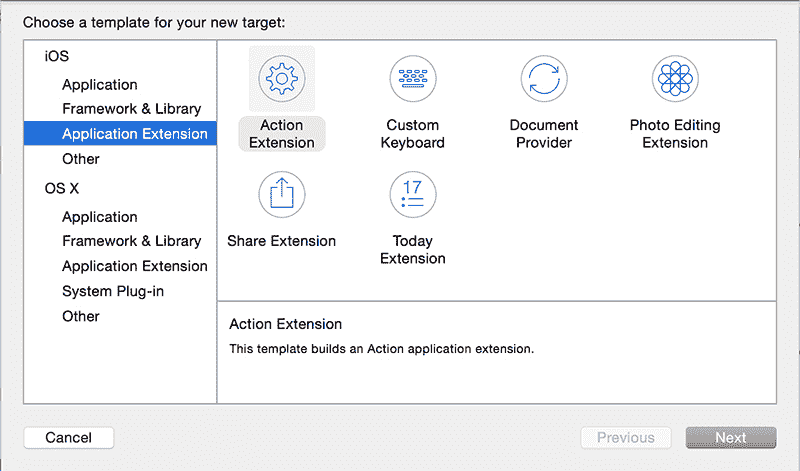 Choose a template for your new target:
iOS
Application
Framework & Library
Application Extension
Other
OS X
Application
Framework & Library
Application Extension
System Plug-in
Other
Action
Extension
Custom
Keyboard
Document
Provider
Photo Editing
Extension
Share Extension
17
Today
Extension
Action Extension
This template builds an Action application extension.
Cancel
Previous
Next